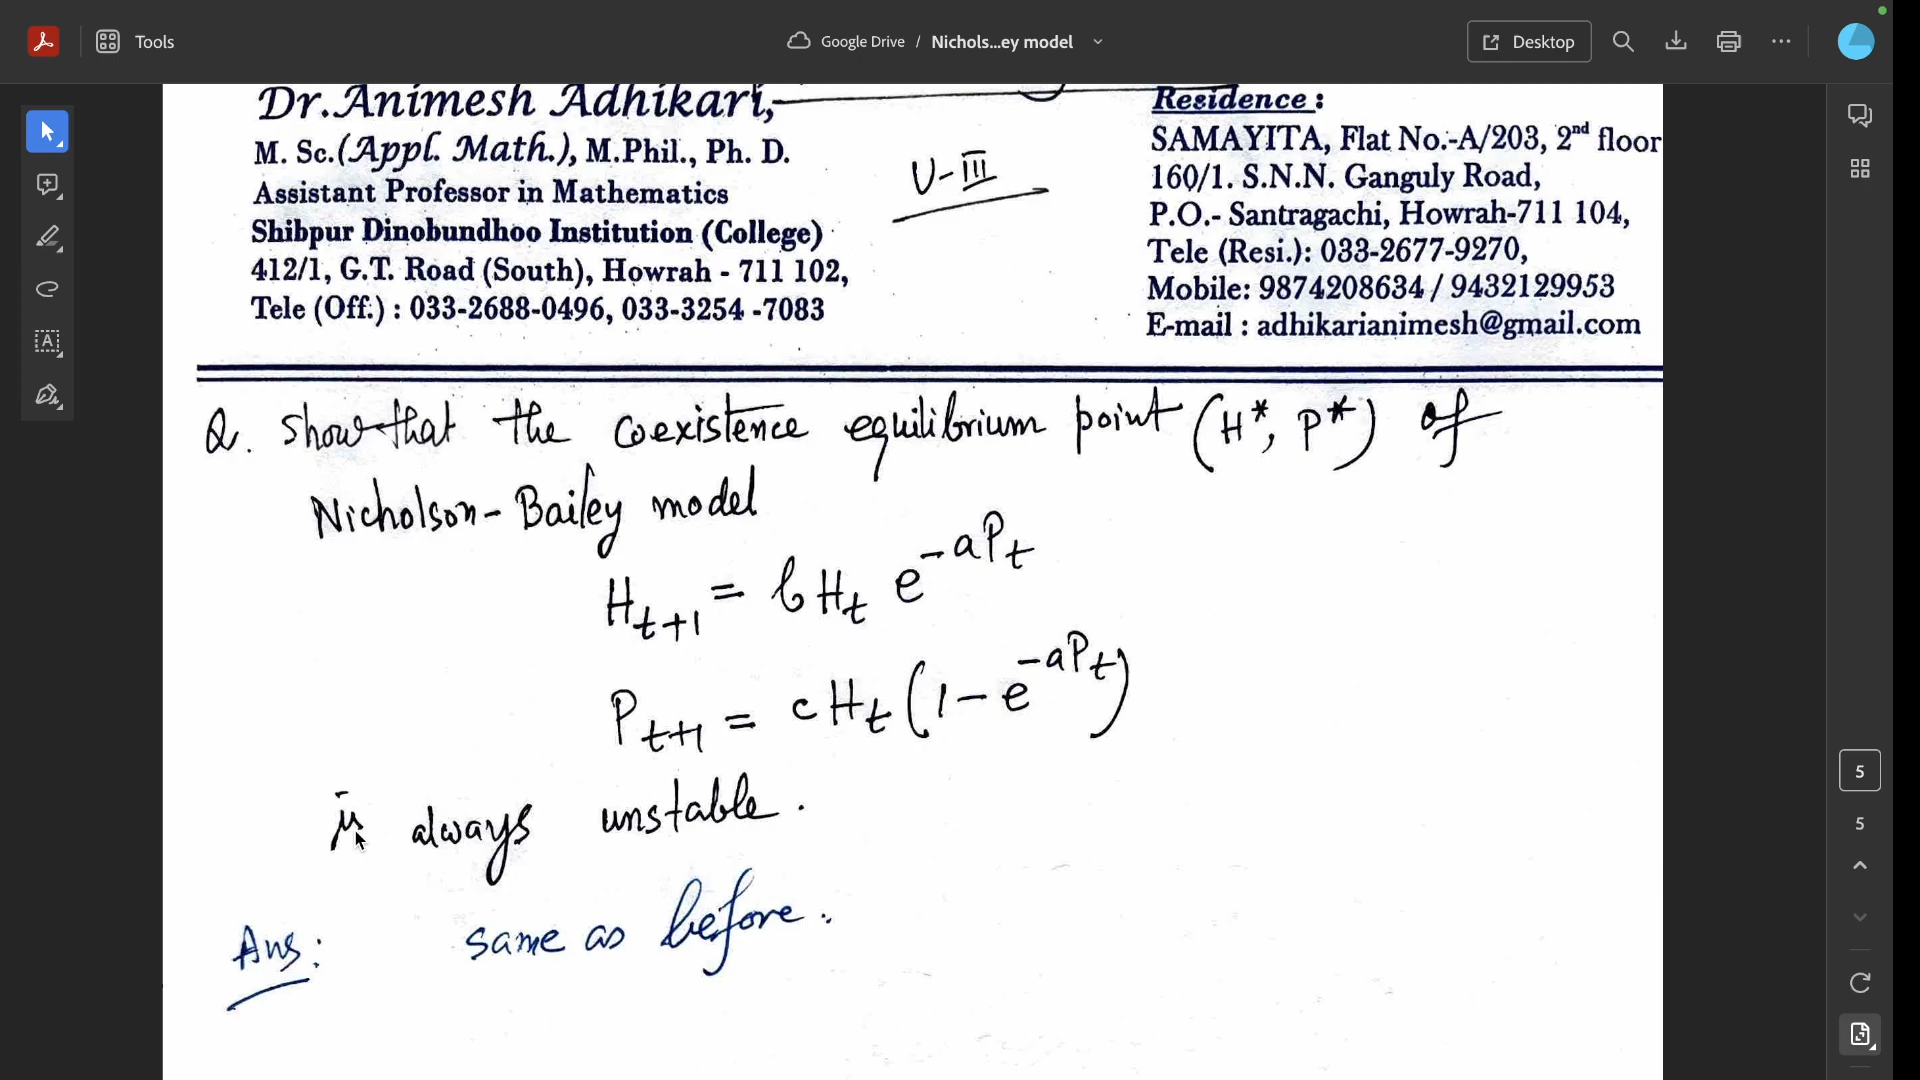 Tools
Google Drive / Nichols...ey model
Desktop
Dr.Animesh Adhikari,
M. Sc.(Appl. Math.), M.Phil., Ph. D.
Assistant Professor in Mathematics
Shibpur Dinobundhoo Institution (College)
412/1, G.T. Road (South), Howrah - 711 102,
Tele (Off.) : 033-2688-0496, 033-3254 -7083
U-III
Residence :
SAMAYITA, Flat No.-A/203, 2nd floor
160/1. S.N.N. Ganguly Road,
P.O.- Santragachi, Howrah-711 104,
Tele (Resi.): 033-2677-9270,
Mobile: 9874208634 / 9432129953
E-mail : adhikarianimesh@gmail.com
Q. Show that the coexistence equilibrium point (H*, P*) of
Nicholson-Bailey model
H_{t+1} = bH_t e^{-aP_t}
P_{t+1} = cH_t (1-e^{-aP_t})
is always unstable.
Ans: same as before.
5
5